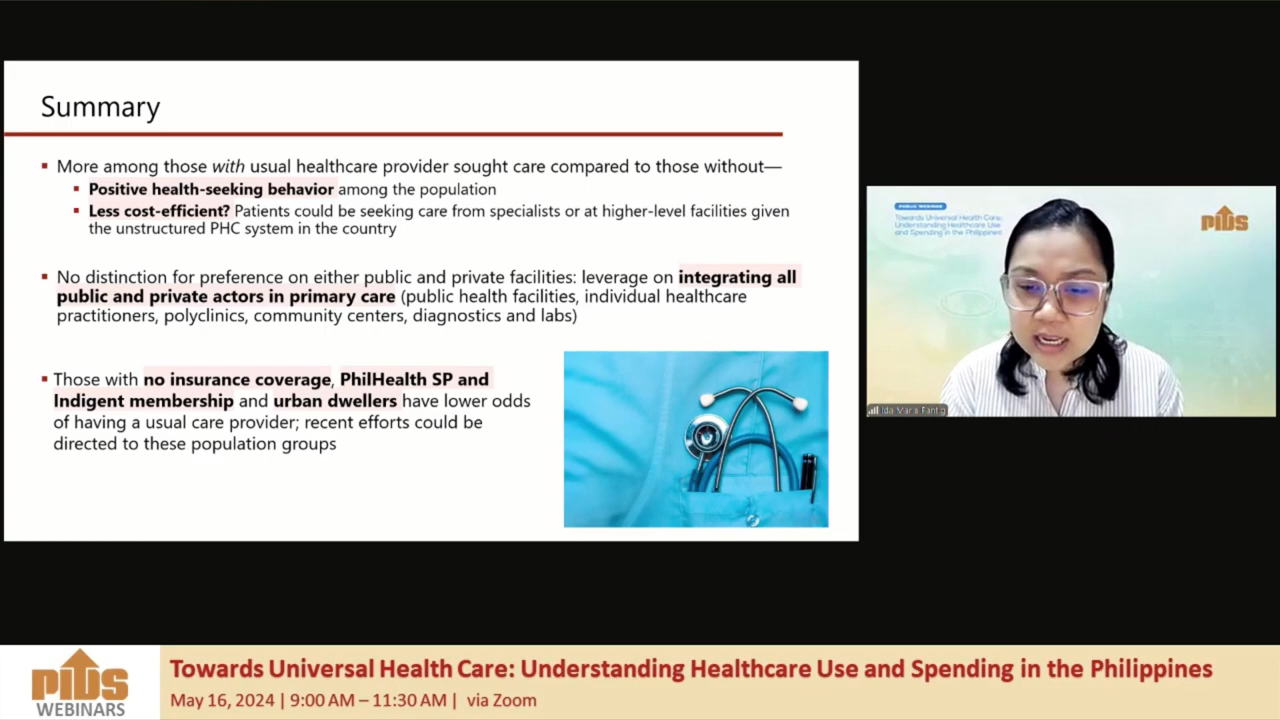 Summary
More among those with usual healthcare provider sought care compared to those without—
Positive health-seeking behavior among the population
Less cost-efficient? Patients could be seeking care from specialists or at higher-level facilities given
the unstructured PHC system in the country
No distinction for preference on either public and private facilities: leverage on integrating all
public and private actors in primary care (public health facilities, individual healthcare
practitioners, polyclinics, community centers, diagnostics and labs)
Those with no insurance coverage, PhilHealth SP and
Indigent membership and urban dwellers have lower odds
of having a usual care provider; recent efforts could be
directed to these population groups
PUBLIC WEBINAR
Towards Universal Health Care:
Understanding Healthcare Use
and Spending in the Philippines
PIDS
Ida Marie Pantig
PIDS
WEBINARS
Towards Universal Health Care: Understanding Healthcare Use and Spending in the Philippines
May 16, 2024 | 9:00 AM – 11:30 AM | via Zoom